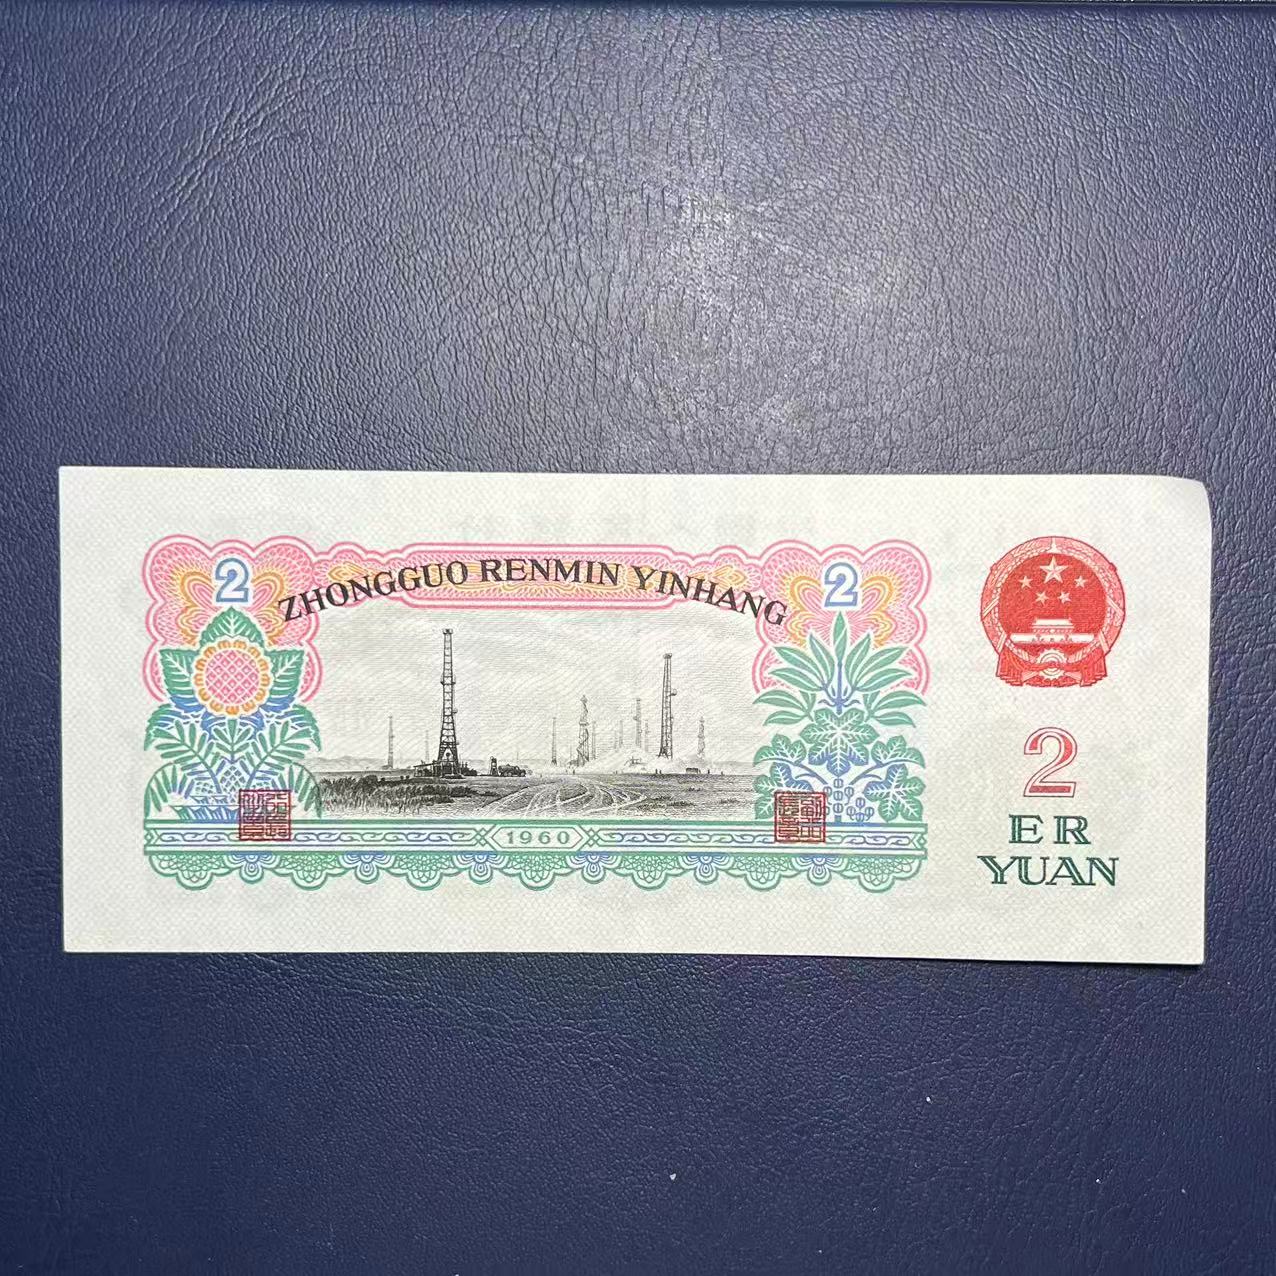 2
ZHONGGUO RENMIN YINHANG
2
1960
2
ER
YUAN